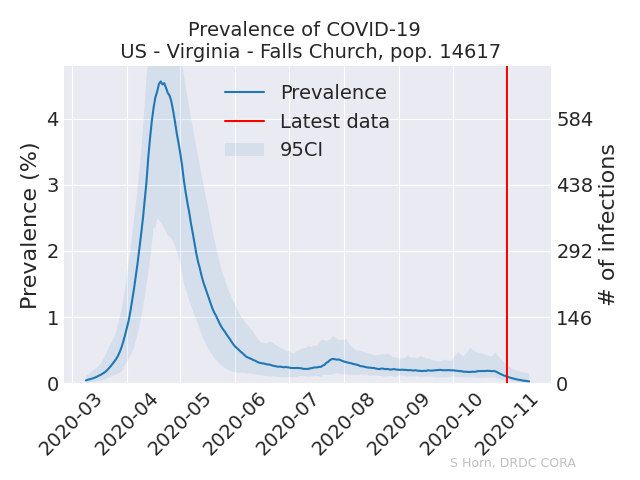 Prevalence of COVID-19
US - Virginia - Falls Church, pop. 14617
Prevalence
Latest data
95CI
Prevalence (%)
4
3
2
1
0
584
438
292
146
0
# of infections
2020-03
2020-04
2020-05
2020-06
2020-07
2020-08
2020-09
2020-10
2020-11
S Horn, DRDC CORA